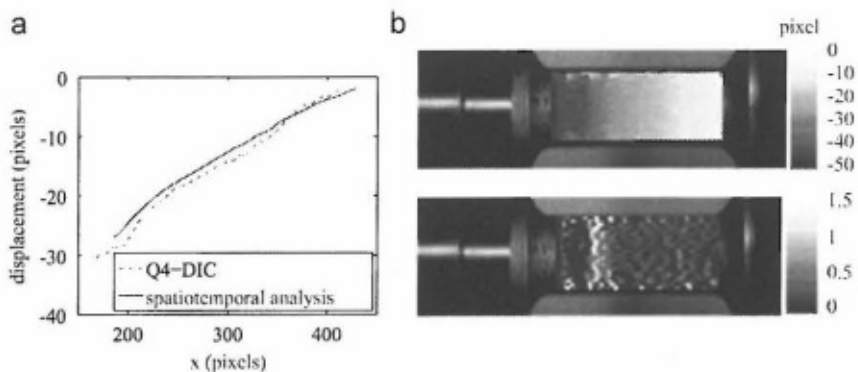 a
0
-10
-20
-30
-40
displacement (pixels)
Q4-DIC
spatiotemporal analysis
200
300
400
x (pixels)
b
pixel
0
-10
-20
-30
-40
-50
1.5
1
0.5
0